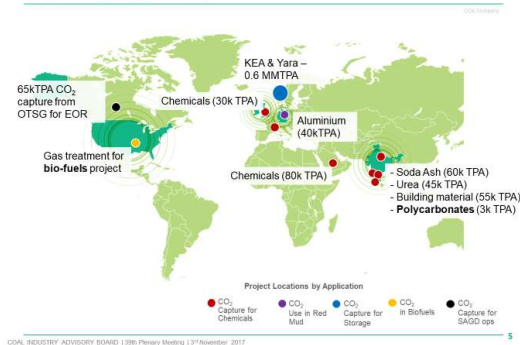 COAL Company
KEA & Yara –
0.6 MMTPA
65kTPA CO2
capture from
OTSG for EOR
Chemicals (30k TPA)
Aluminium
(40kTPA)
Gas treatment for
bio-fuels project
Chemicals (80k TPA)
- Soda Ash (60k TPA)
- Urea (45k TPA)
- Building material (55k TPA)
- Polycarbonates (3k TPA)
Project Locations by Application
CO2
Capture for
Chemicals
CO2
Use in Red
Mud
CO2
Capture for
Storage
CO2
in Biofuels
CO2
Capture for
SAGD ops
5
COAL INDUSTRY ADVISORY BOARD | 39th Plenary Meeting | 3rd November 2017